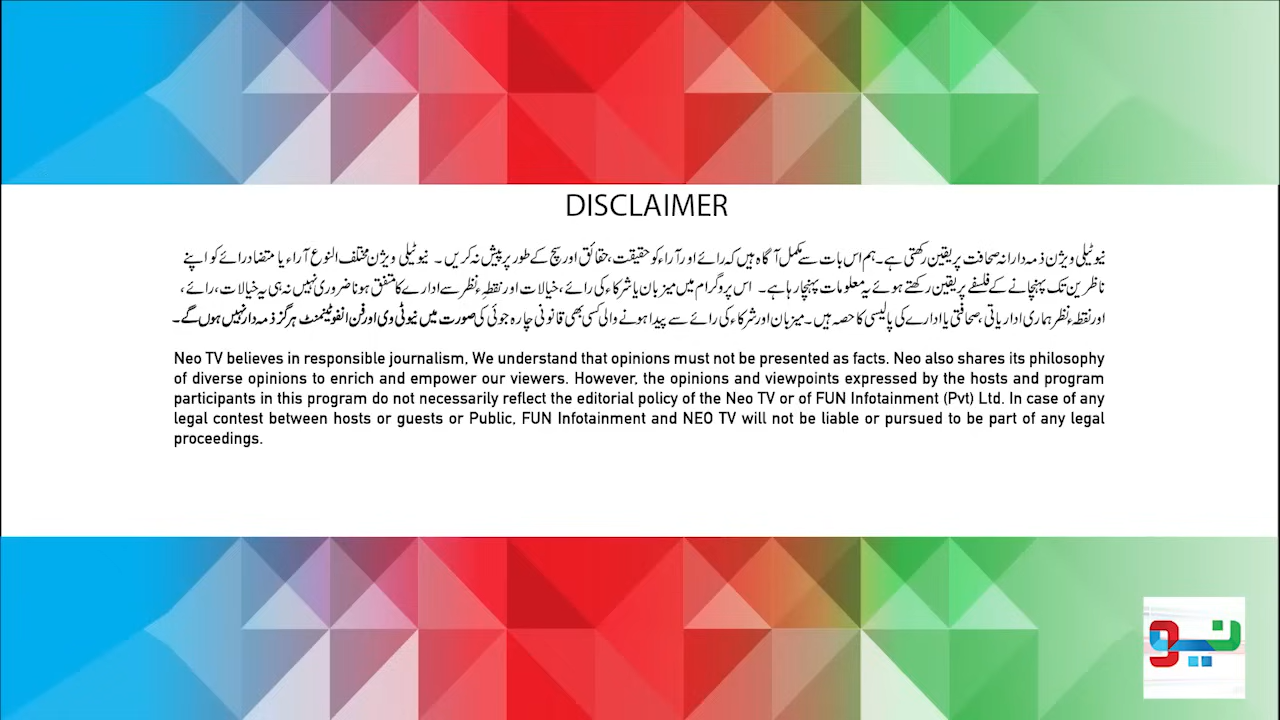 DISCLAIMER
نیو ٹیلی ویژن ذمہ دارانہ صحافت پر یقین رکھتی ہے۔ ہم اس بات سے مکمل آگاہ ہیں کہ رائے اور آراء کو حقیقت، حقائق اور سچ کے طور پر پیش نہ کریں ۔ نیو ٹیلی ویژن مختلف النوع آراء یا متضاد رائے کو اپنے
ناظرین تک پہنچانے کے فلسفے پر یقین رکھتے ہوئے یہ معلومات پہنچا رہا ہے۔ اس پروگرام میں میزبان یا شرکاء کی رائے، خیالات اور نقطہءنظر سے ادارے کا متفق ہونا ضروری نہیں نہ ہی یہ خیالات، رائے،
اور نقطہءنظر ہماری اداریاتی، صحافتی یا ادارے کی پالیسی کا حصہ ہیں۔ میزبان اور شرکاء کی رائے سے پیدا ہونے والی کسی بھی قانونی چارہ جوئی کی صورت میں نیو ٹی وی اور فن انفوٹینمنٹ ہرگز ذمہ دار نہیں ہوں گے۔
Neo TV believes in responsible journalism, We understand that opinions must not be presented as facts. Neo also shares its philosophy
of diverse opinions to enrich and empower our viewers. However, the opinions and viewpoints expressed by the hosts and program
participants in this program do not necessarily reflect the editorial policy of the Neo TV or of FUN Infotainment (Pvt) Ltd. In case of any
legal contest between hosts or guests or Public, FUN Infotainment and NEO TV will not be liable or pursued to be part of any legal
proceedings.
نیو